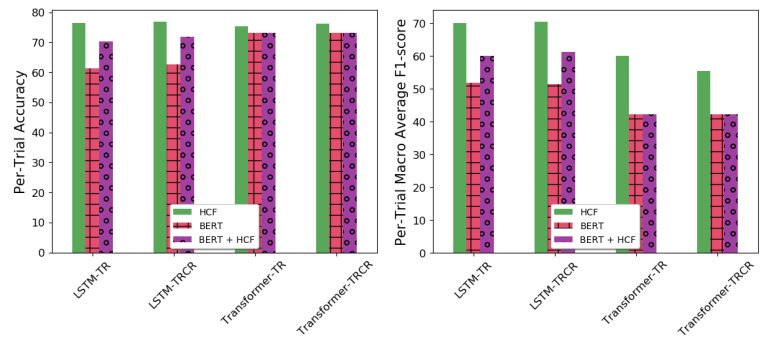 Per-Trial Accuracy
80
70
60
50
40
30
20
10
0
HCF
BERT
BERT + HCF
LSTM-TR
LSTM-TRCR
Transformer-TR
Transformer-TRCR
Per-Trial Macro Average F1-score
70
60
50
40
30
20
10
0
HCF
BERT
BERT + HCF
LSTM-TR
LSTM-TRCR
Transformer-TR
Transformer-TRCR